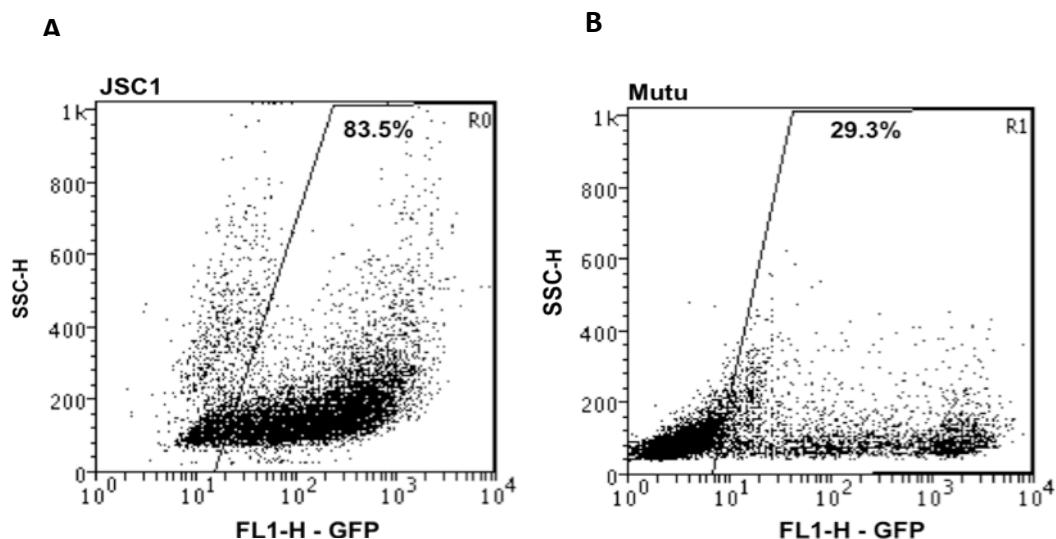 A
JSC1
1k
83.5%
R0
800
600
400
200
0
SSC-H
10^0 10^1 10^2 10^3 10^4
FL1-H - GFP
B
Mutu
1k
29.3%
R1
800
600
400
200
0
SSC-H
10^0 10^1 10^2 10^3 10^4
FL1-H - GFP